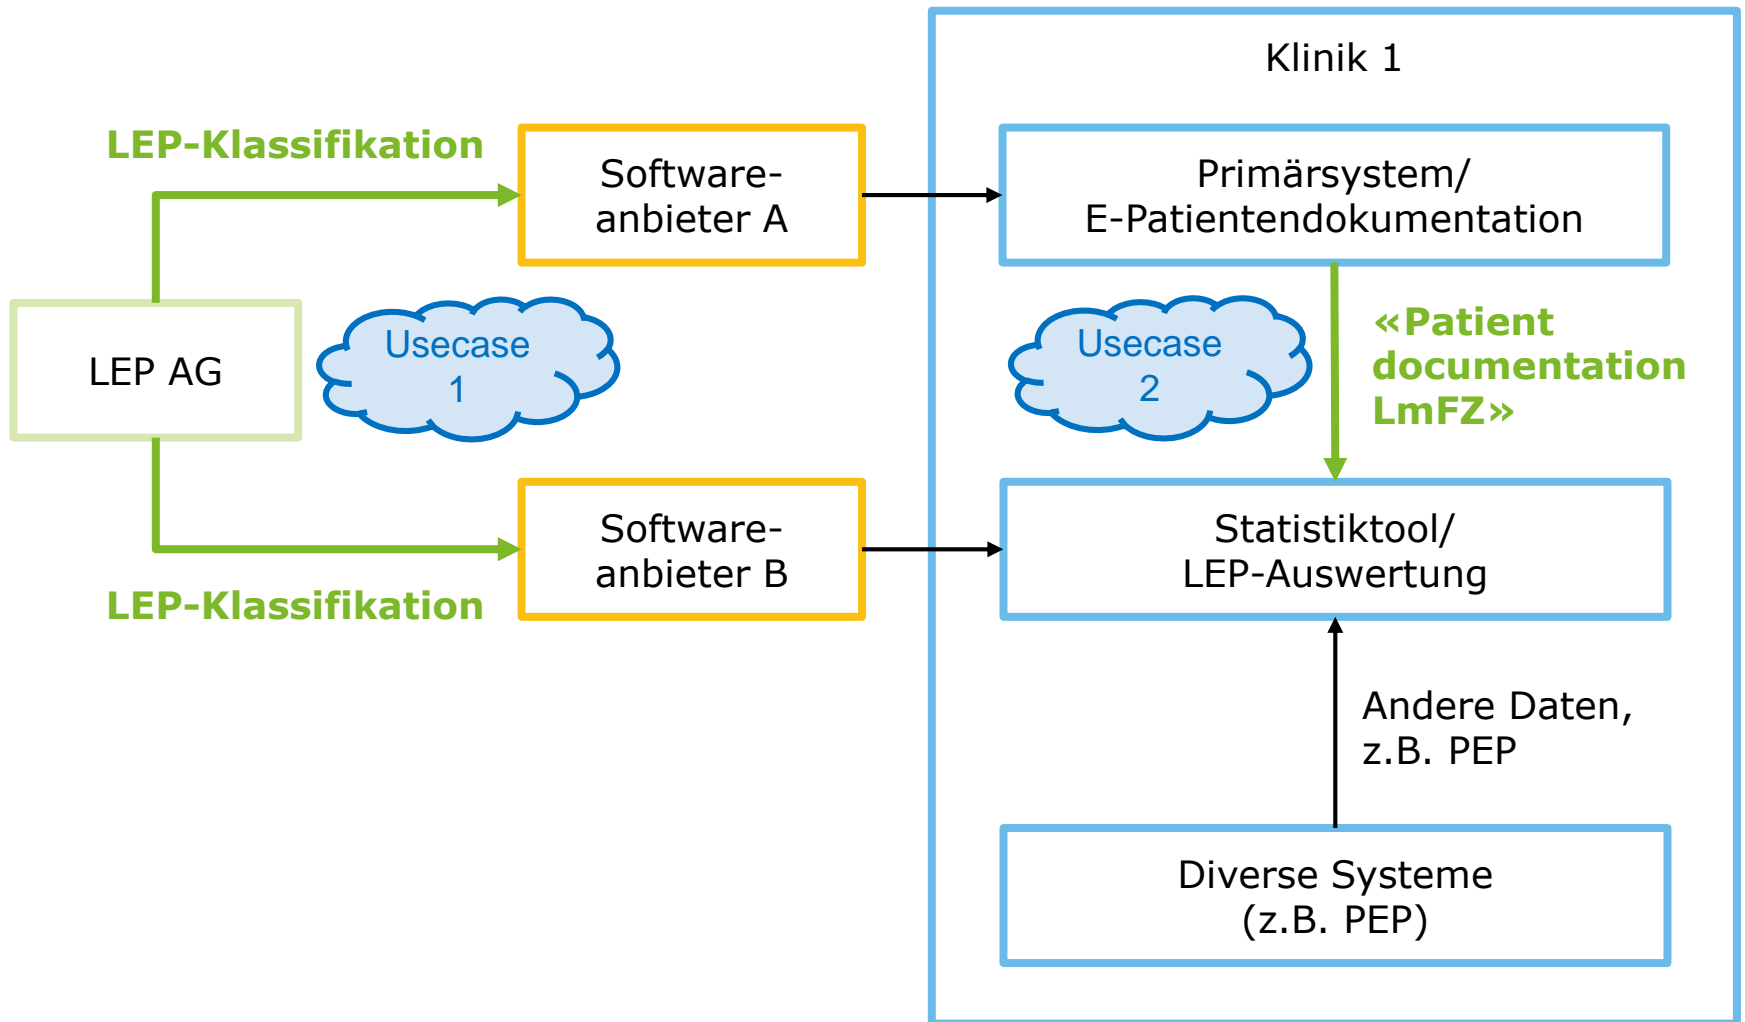 Klinik 1
LEP-Klassifikation
Software-
anbieter A
Primärsystem/
E-Patientendokumentation
LEP AG
Usecase
1
Usecase
2
«Patient
documentation
LmFZ»
Software-
anbieter B
Statistiktool/
LEP-Auswertung
LEP-Klassifikation
Andere Daten,
z.B. PEP
Diverse Systeme
(z.B. PEP)